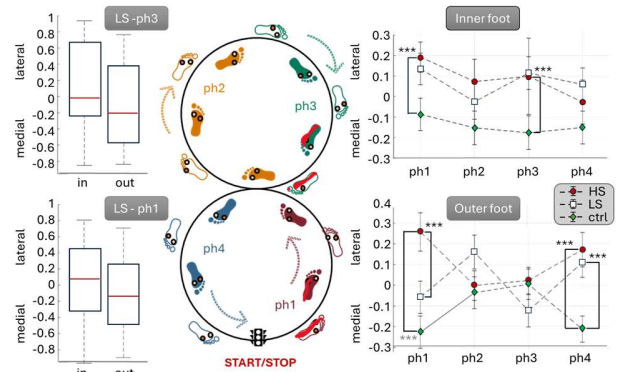 LS -ph3
1
0.8
0.6
0.4
0.2
0
-0.2
-0.4
-0.6
-0.8
lateral
medial
in
out
LS - ph1
1
0.8
0.6
0.4
0.2
0
-0.2
-0.4
-0.6
-0.8
lateral
medial
in
out
ph2
ph3
ph4
ph1
START/STOP
Inner foot
0.3
0.2
0.1
0
-0.1
-0.2
-0.3
lateral
medial
***
***
ph1
ph2
ph3
ph4
HS
LS
ctrl
Outer foot
0.4
0.3
0.2
0.1
0
-0.1
-0.2
-0.3
lateral
medial
***
***
***
***
ph1
ph2
ph3
ph4